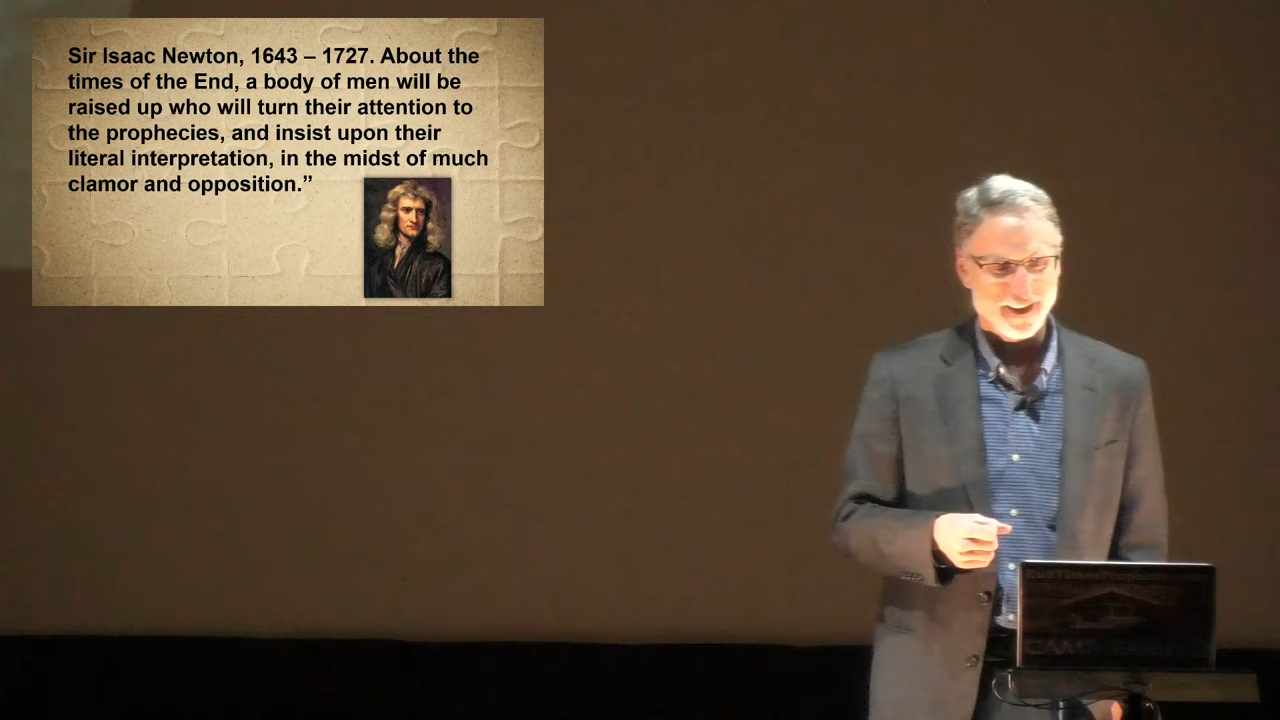 Sir Isaac Newton, 1643 – 1727. About the
times of the End, a body of men will be
raised up who will turn their attention to
the prophecies, and insist upon their
literal interpretation, in the midst of much
clamor and opposition.”